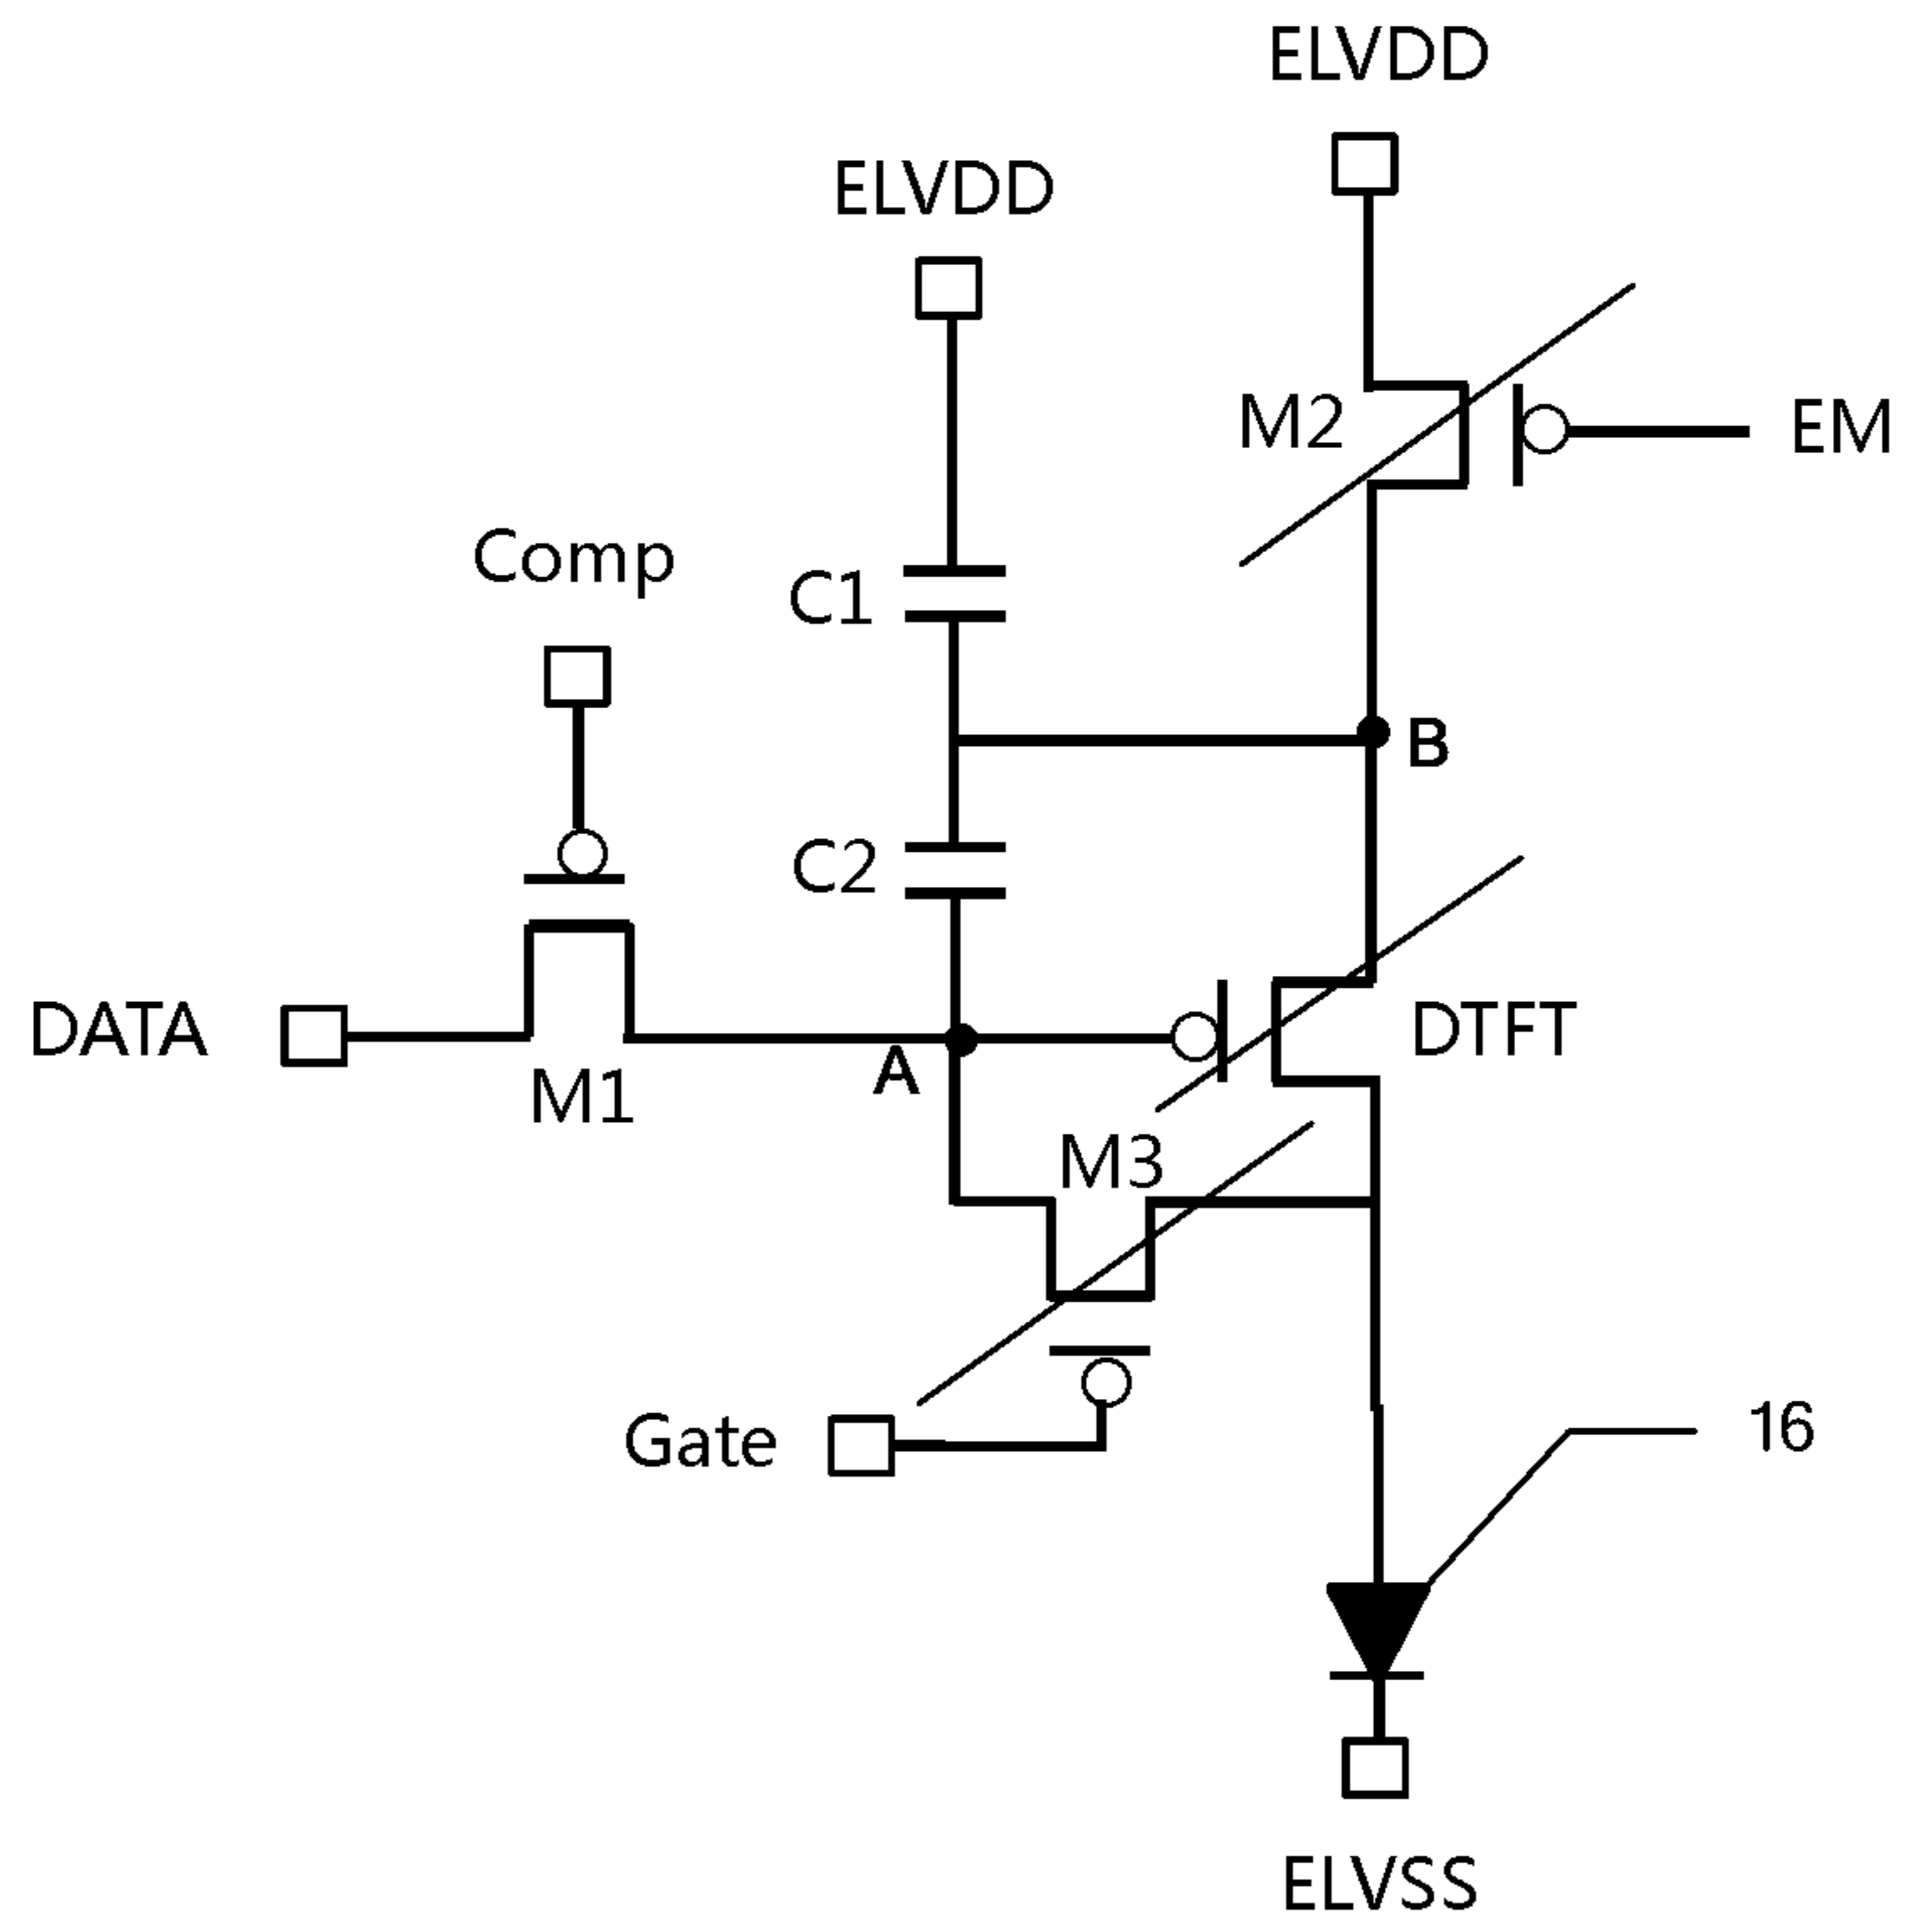 ELVDD
ELVDD
M2
EM
Comp
C1
B
C2
DATA
DTFT
A
M1
M3
Gate
16
ELVSS